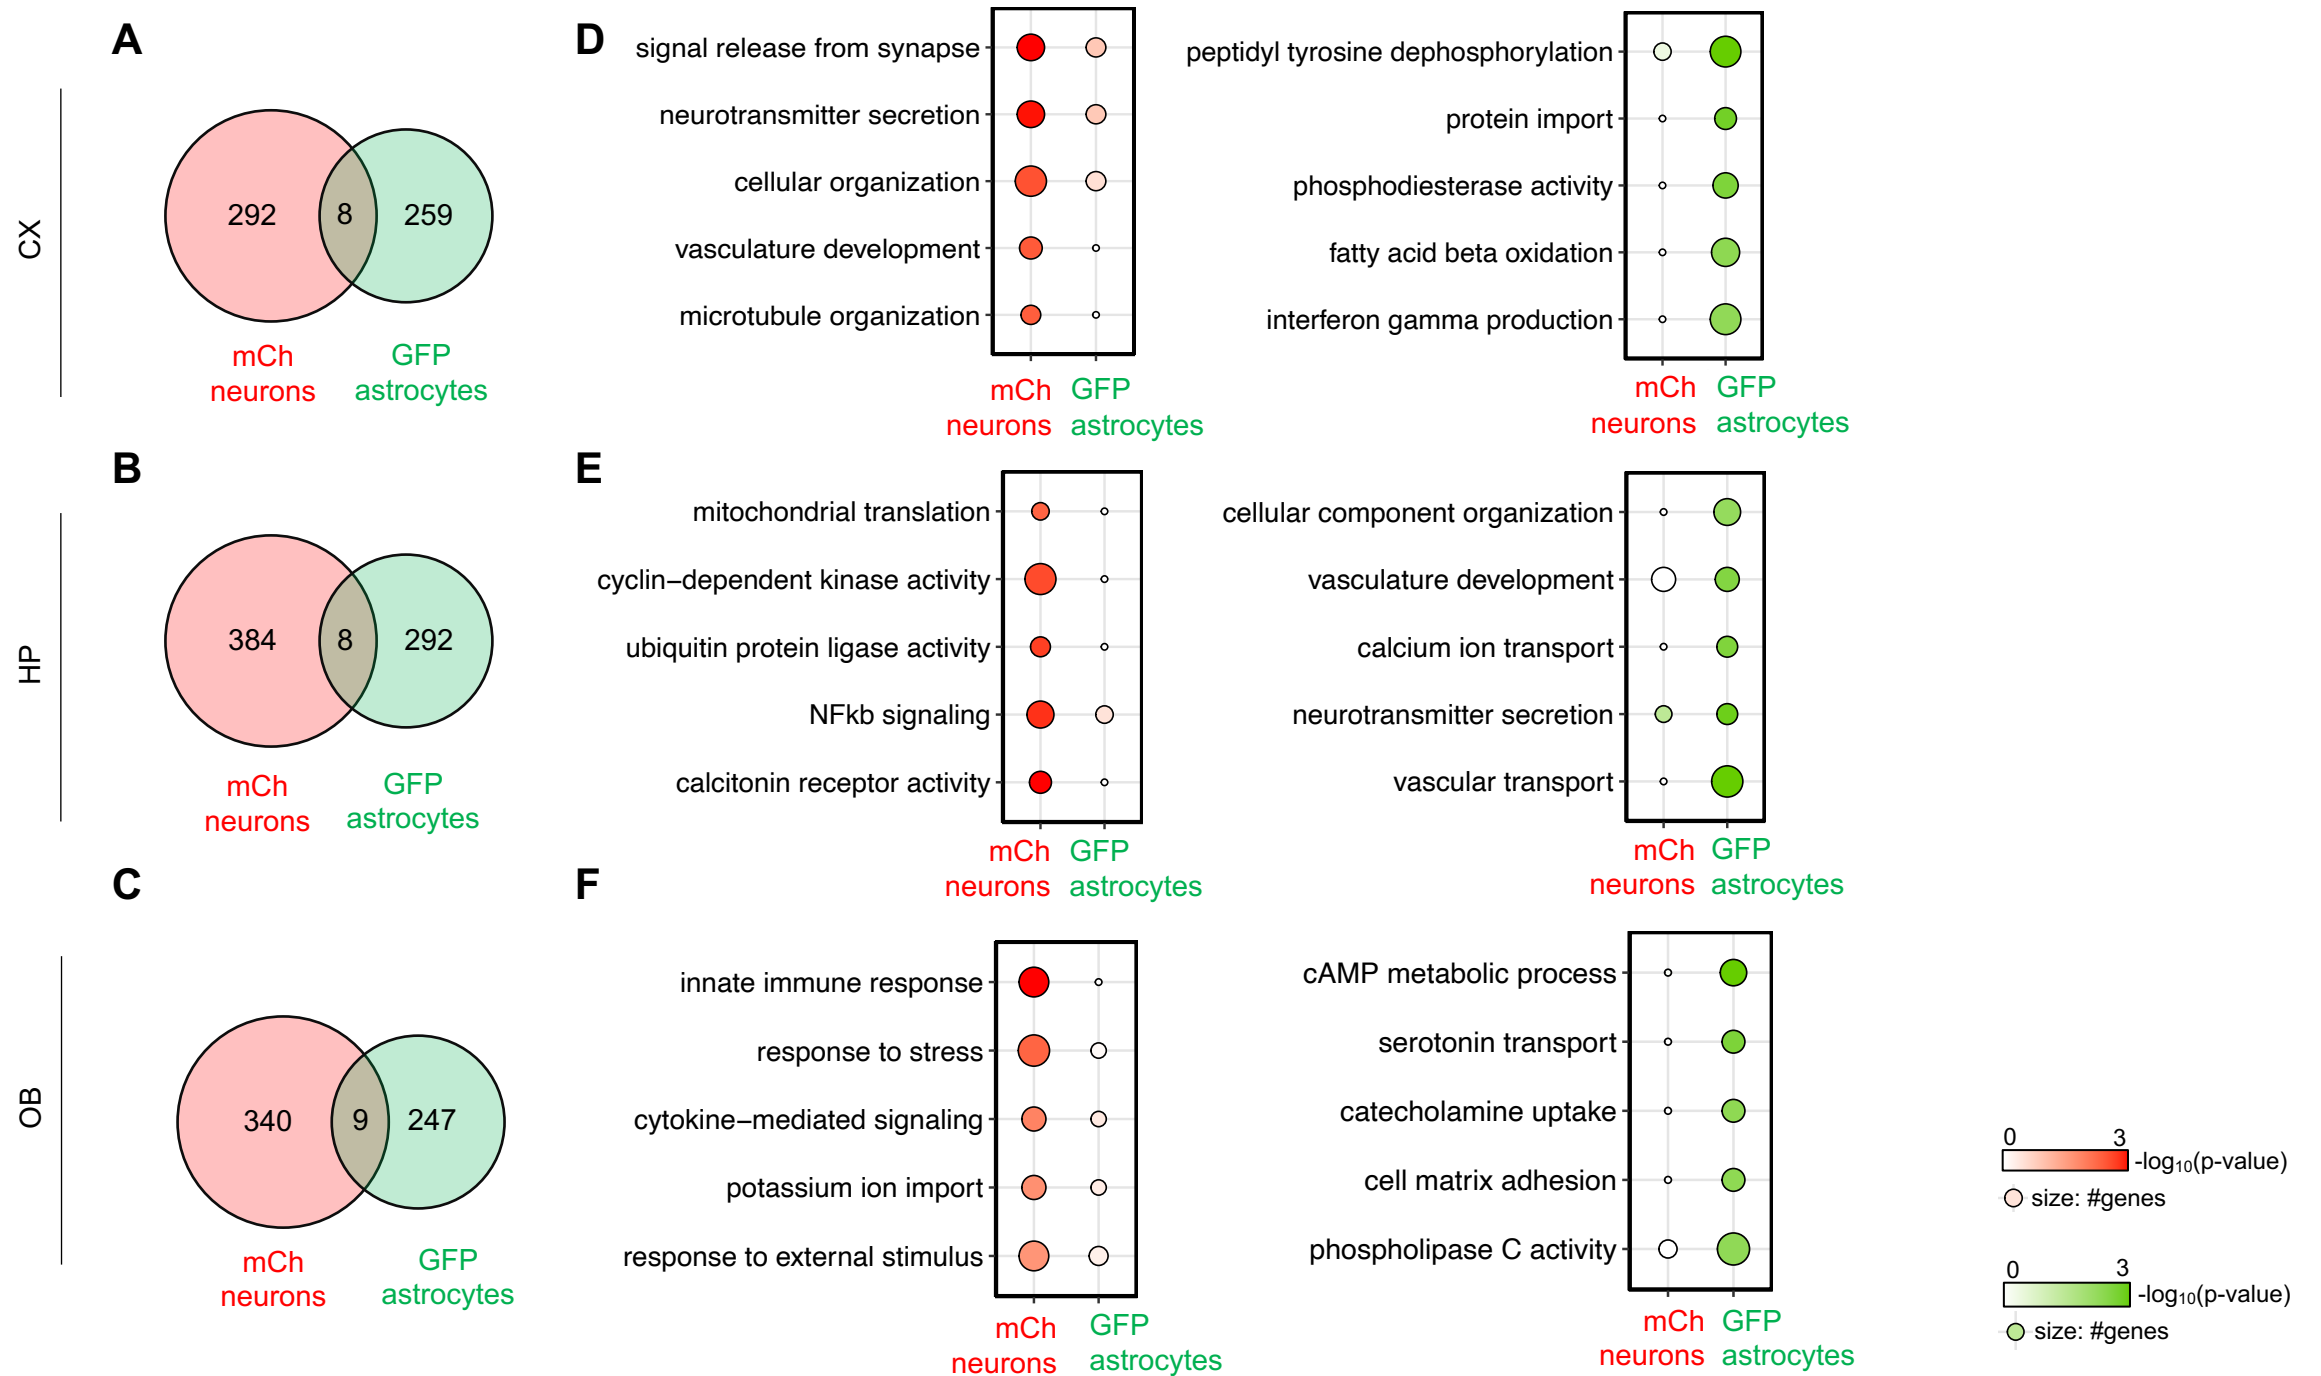 A
CX
292
8
259
mCh
neurons
GFP
astrocytes
D
signal release from synapse
neurotransmitter secretion
cellular organization
vasculature development
microtubule organization
mCh
neurons
GFP
astrocytes
peptidyl tyrosine dephosphorylation
protein import
phosphodiesterase activity
fatty acid beta oxidation
interferon gamma production
mCh
neurons
GFP
astrocytes
B
HP
384
8
292
mCh
neurons
GFP
astrocytes
E
mitochondrial translation
cyclin−dependent kinase activity
ubiquitin protein ligase activity
NFkb signaling
calcitonin receptor activity
mCh
neurons
GFP
astrocytes
cellular component organization
vasculature development
calcium ion transport
neurotransmitter secretion
vascular transport
mCh
neurons
GFP
astrocytes
C
OB
340
9
247
mCh
neurons
GFP
astrocytes
F
innate immune response
response to stress
cytokine−mediated signaling
potassium ion import
response to external stimulus
mCh
neurons
GFP
astrocytes
cAMP metabolic process
serotonin transport
catecholamine uptake
cell matrix adhesion
phospholipase C activity
mCh
neurons
GFP
astrocytes
0 3
-log₁₀(p-value)
size: #genes
0 3
-log₁₀(p-value)
size: #genes